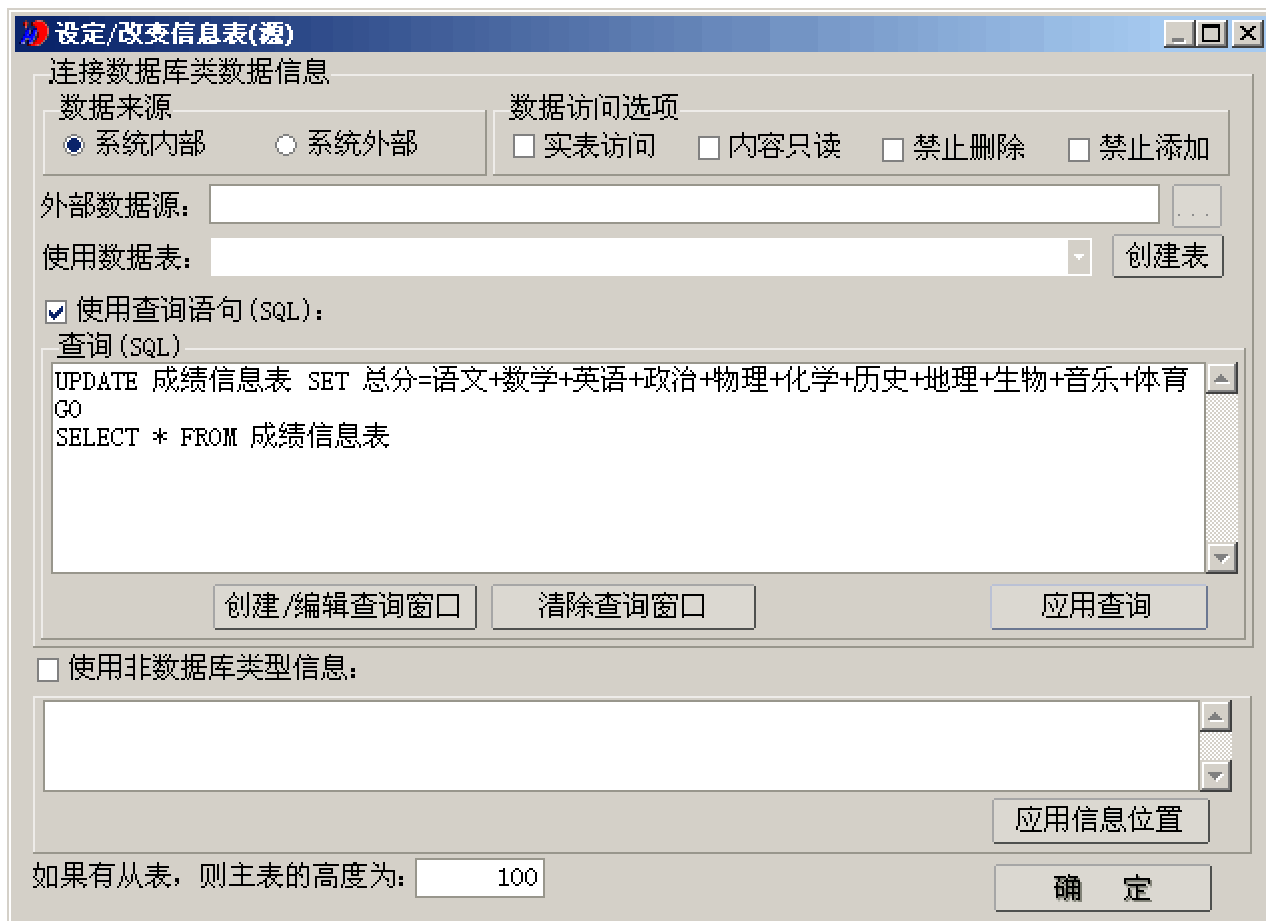 设定/改变信息表(源)
连接数据库类数据信息
数据来源
系统内部 系统外部
数据访问选项
实表访问 内容只读 禁止删除 禁止添加
外部数据源：
...
使用数据表：
创建表
使用查询语句(SQL)：
查询(SQL)
UPDATE 成绩信息表 SET 总分=语文+数学+英语+政治+物理+化学+历史+地理+生物+音乐+体育
GO
SELECT * FROM 成绩信息表
创建/编辑查询窗口 清除查询窗口 应用查询
使用非数据库类型信息：
应用信息位置
如果有从表，则主表的高度为： 100
确 定